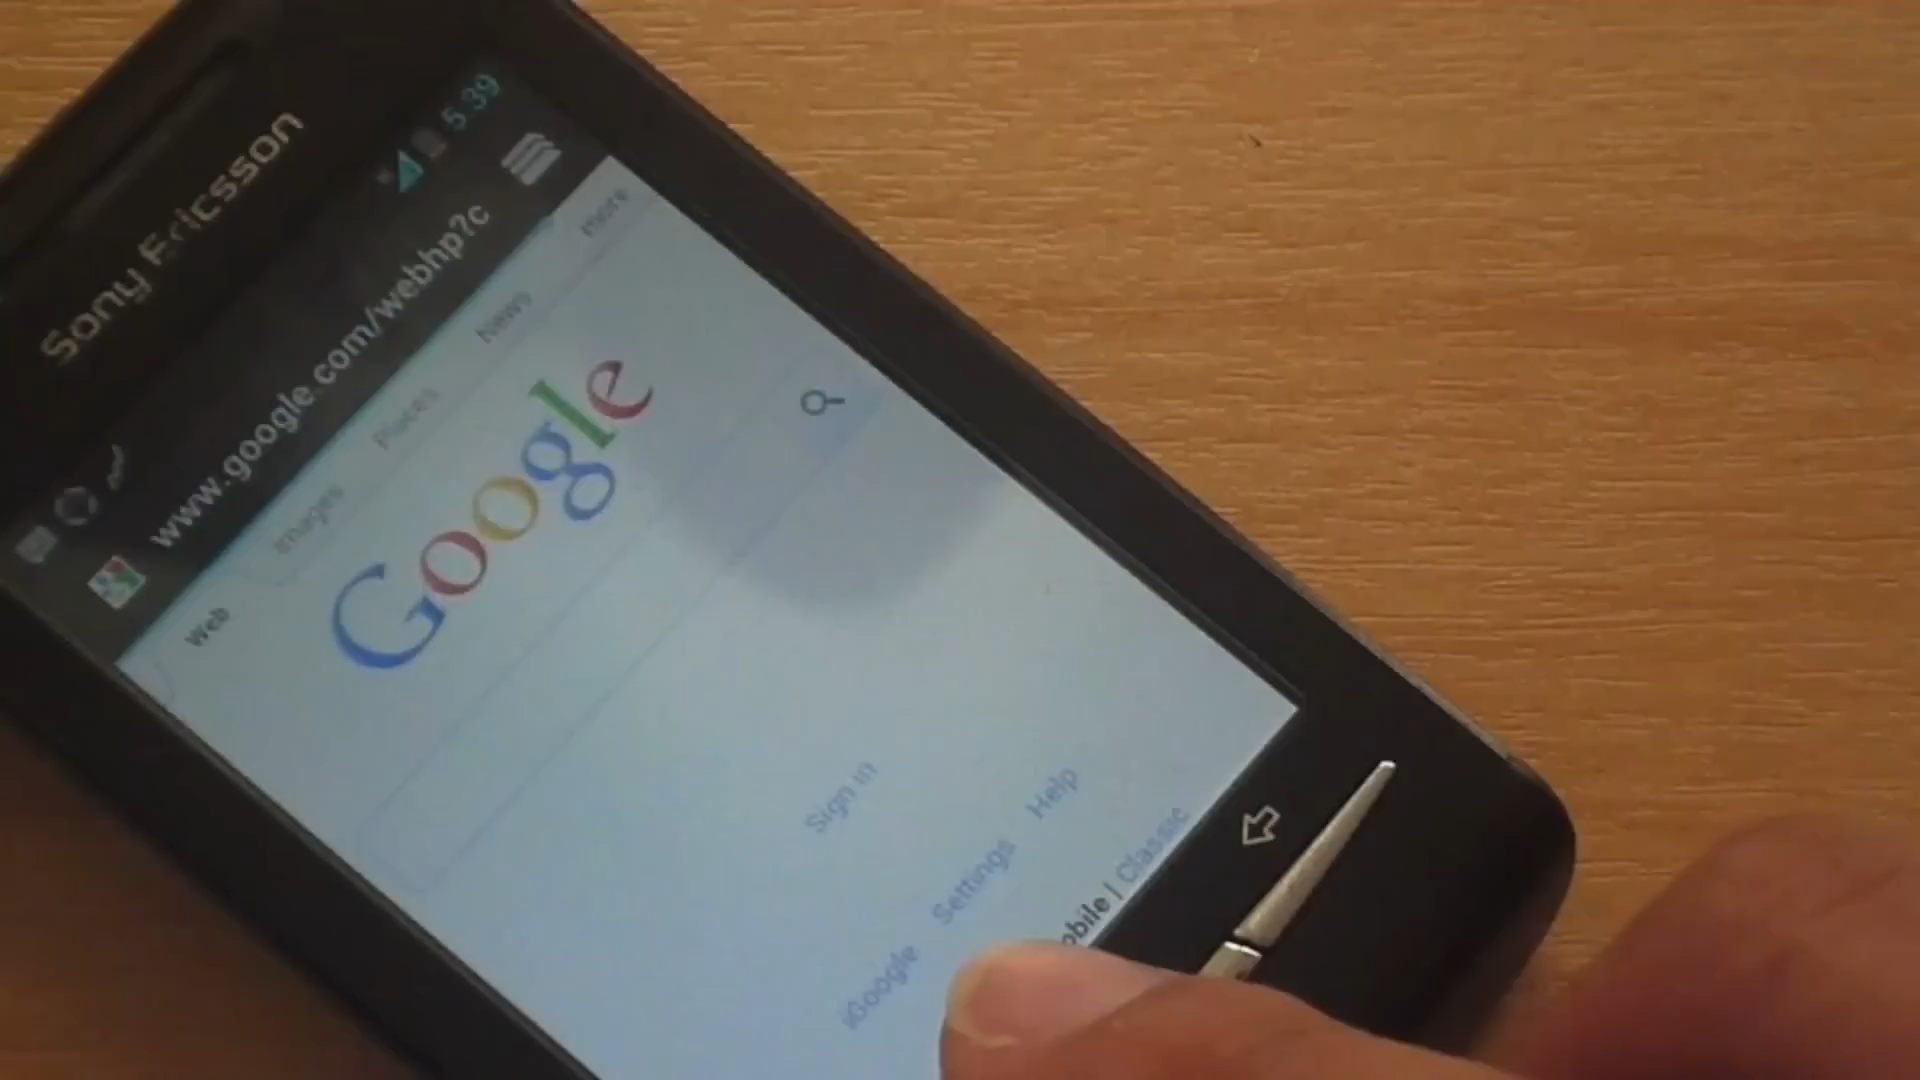 Sony Ericsson
5:39
www.google.com/webhp?c
Web Images Places News more
Google
Sign in
iGoogle Settings Help
obile | Classic